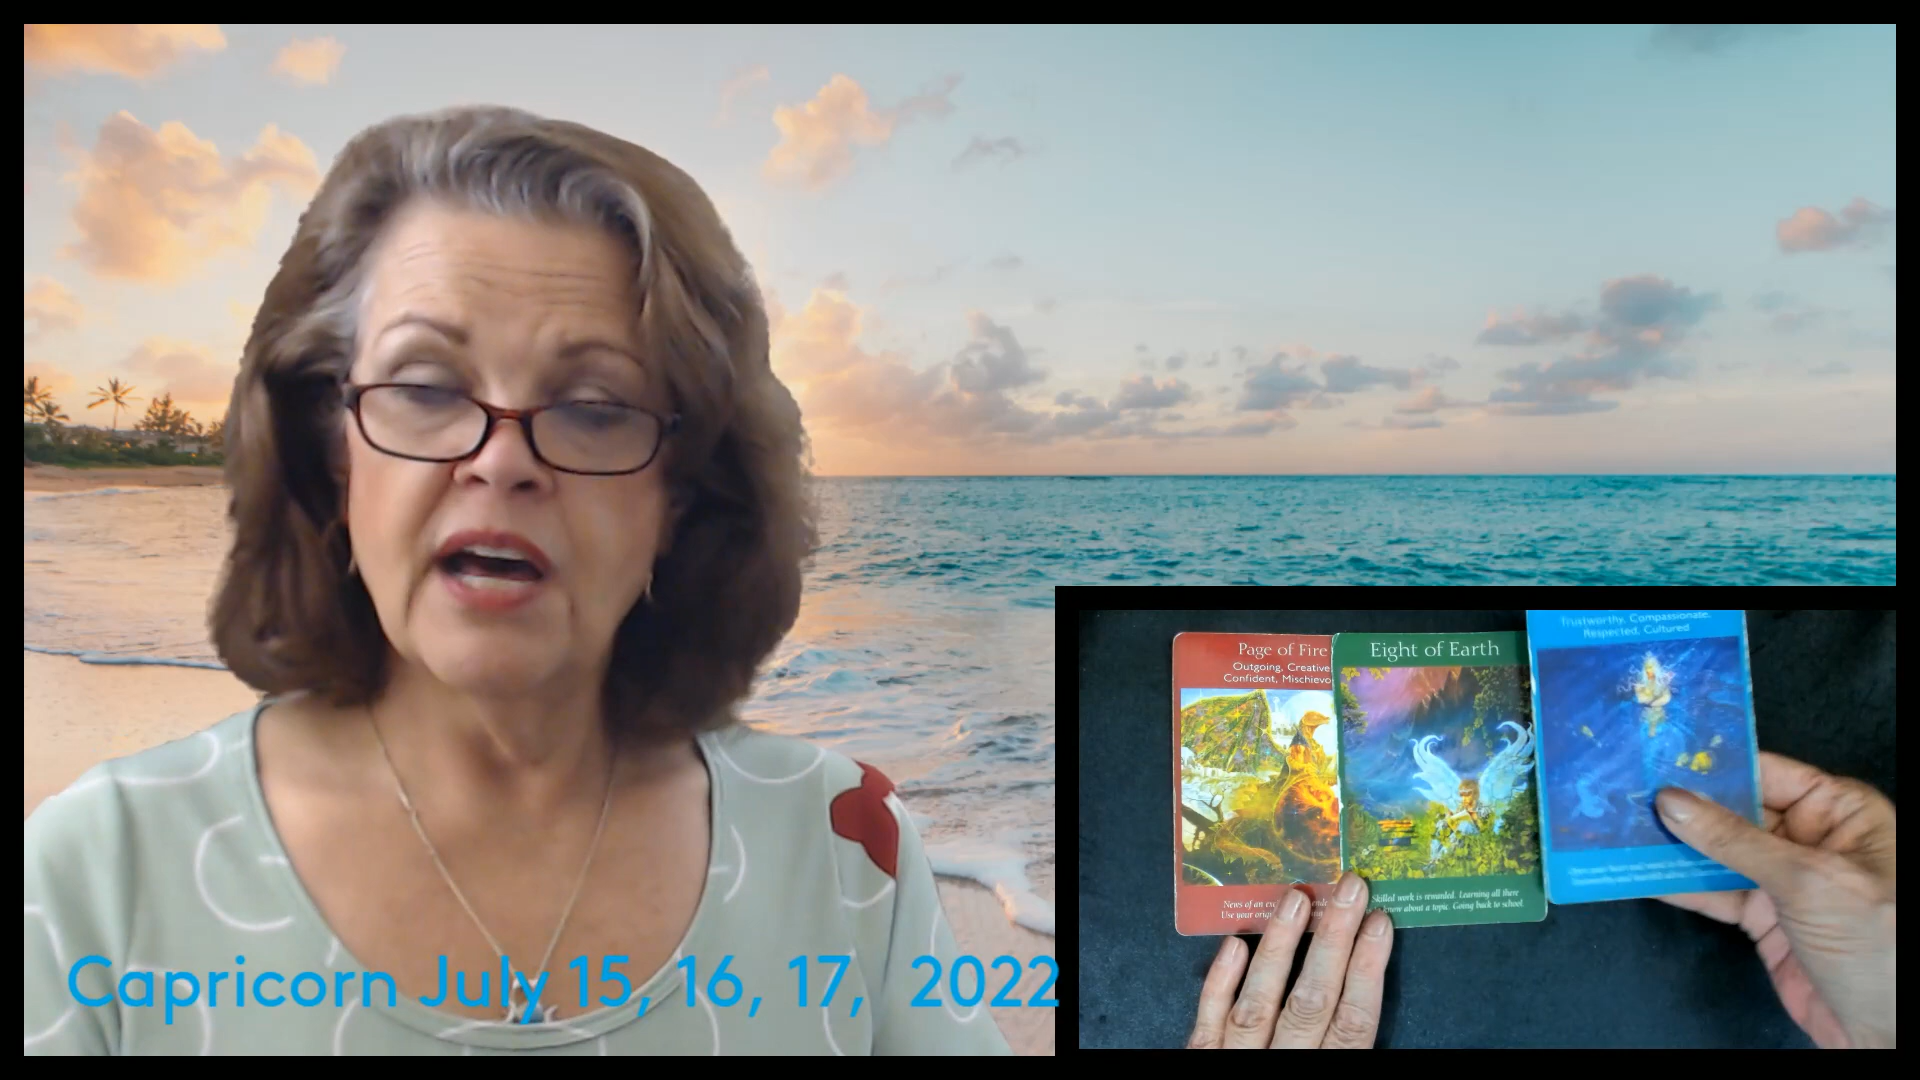 Capricorn July 15, 16, 17, 2022
Page of Fire
Outgoing, Creative
Confident, Mischievo
News of an
Use your
Eight of Earth
Skilled work is rewarded. Learning all there
know about a topic. Going back to school.
Trustworthy, Compassionate,
Respected, Cultured